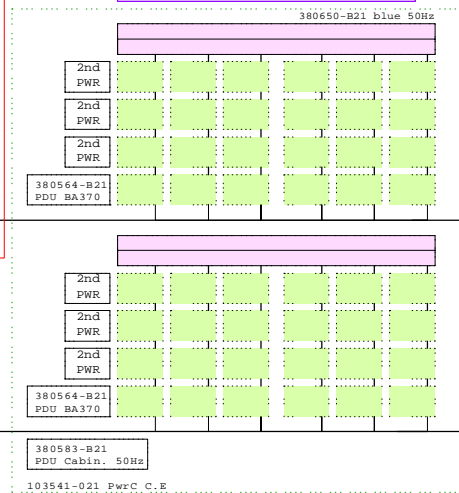 380650-B21 blue 50Hz
2nd
PWR
2nd
PWR
2nd
PWR
380564-B21
PDU BA370
2nd
PWR
2nd
PWR
2nd
PWR
380564-B21
PDU BA370
380583-B21
PDU Cabin. 50Hz
103541-021 PwrC C.E